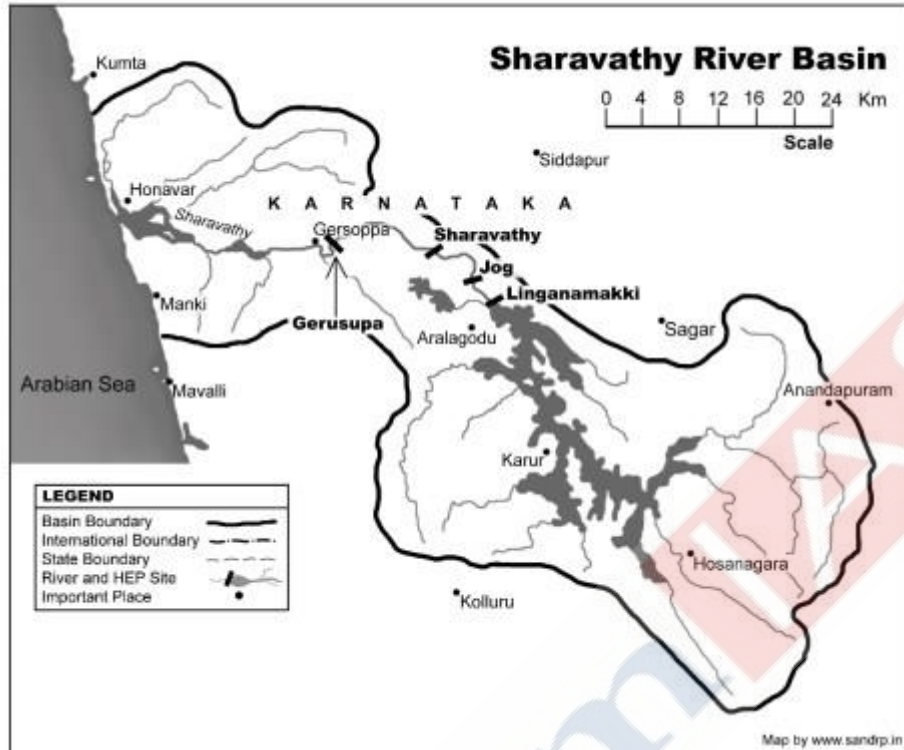 Sharavathy River Basin
0 4 8 12 16 20 24 Km
Scale
Kumta
Siddapur
Honavar
KARNATAKA
Sharavathy
Gersoppa
Sharavathy
Jog
Linganamakki
Manki
Gerusupa
Aralagodu
Sagar
Arabian Sea
Mavalli
Anandapuram
Karur
LEGEND
Basin Boundary
International Boundary
State Boundary
River and HEP Site
Important Place
Hosanagara
Kolluru
Map by www.sandrp.in